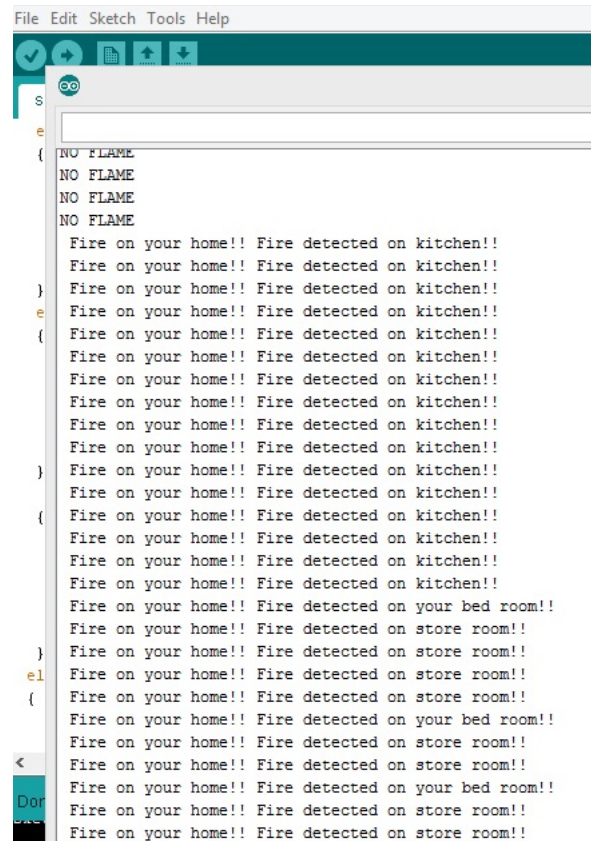 File Edit Sketch Tools Help
s
e
{
NO FLAME
NO FLAME
NO FLAME
NO FLAME
Fire on your home!! Fire detected on kitchen!!
Fire on your home!! Fire detected on kitchen!!
} Fire on your home!! Fire detected on kitchen!!
e Fire on your home!! Fire detected on kitchen!!
{ Fire on your home!! Fire detected on kitchen!!
Fire on your home!! Fire detected on kitchen!!
Fire on your home!! Fire detected on kitchen!!
Fire on your home!! Fire detected on kitchen!!
Fire on your home!! Fire detected on kitchen!!
Fire on your home!! Fire detected on kitchen!!
} Fire on your home!! Fire detected on kitchen!!
Fire on your home!! Fire detected on kitchen!!
{ Fire on your home!! Fire detected on kitchen!!
Fire on your home!! Fire detected on kitchen!!
Fire on your home!! Fire detected on kitchen!!
Fire on your home!! Fire detected on kitchen!!
Fire on your home!! Fire detected on your bed room!!
Fire on your home!! Fire detected on store room!!
} Fire on your home!! Fire detected on store room!!
el Fire on your home!! Fire detected on store room!!
{ Fire on your home!! Fire detected on store room!!
Fire on your home!! Fire detected on your bed room!!
Fire on your home!! Fire detected on store room!!
Fire on your home!! Fire detected on store room!!
Fire on your home!! Fire detected on your bed room!!
Dor Fire on your home!! Fire detected on store room!!
Fire on your home!! Fire detected on store room!!